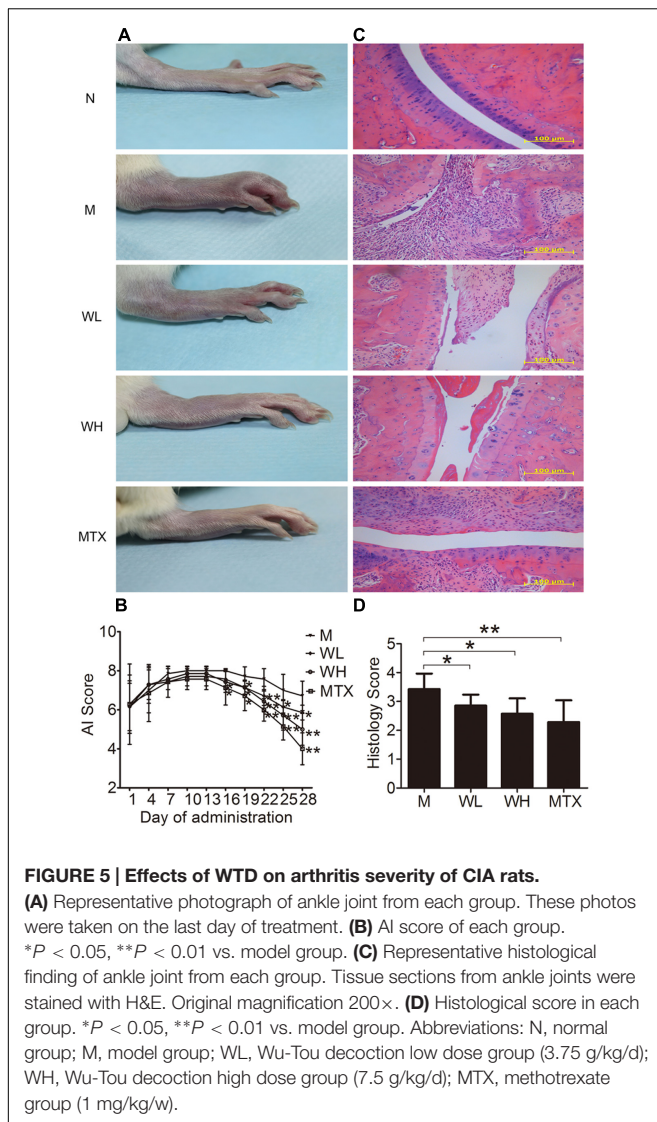 A
C
N
100 μm
M
100 μm
WL
100 μm
WH
100 μm
MTX
100 μm
B
D
10
8
6
4
2
AI Score
1 4 7 10 13 16 19 22 25 28
Day of administration
M
WL
WH
MTX
*
*
*
*
**
**
*
**
**
*
**
**
5
4
3
2
1
0
Histology Score
**
*
*
M WL WH MTX
FIGURE 5 | Effects of WTD on arthritis severity of CIA rats.
(A) Representative photograph of ankle joint from each group. These photos
were taken on the last day of treatment. (B) AI score of each group.
*P < 0.05, **P < 0.01 vs. model group. (C) Representative histological
finding of ankle joint from each group. Tissue sections from ankle joints were
stained with H&E. Original magnification 200×. (D) Histological score in each
group. *P < 0.05, **P < 0.01 vs. model group. Abbreviations: N, normal
group; M, model group; WL, Wu-Tou decoction low dose group (3.75 g/kg/d);
WH, Wu-Tou decoction high dose group (7.5 g/kg/d); MTX, methotrexate
group (1 mg/kg/w).